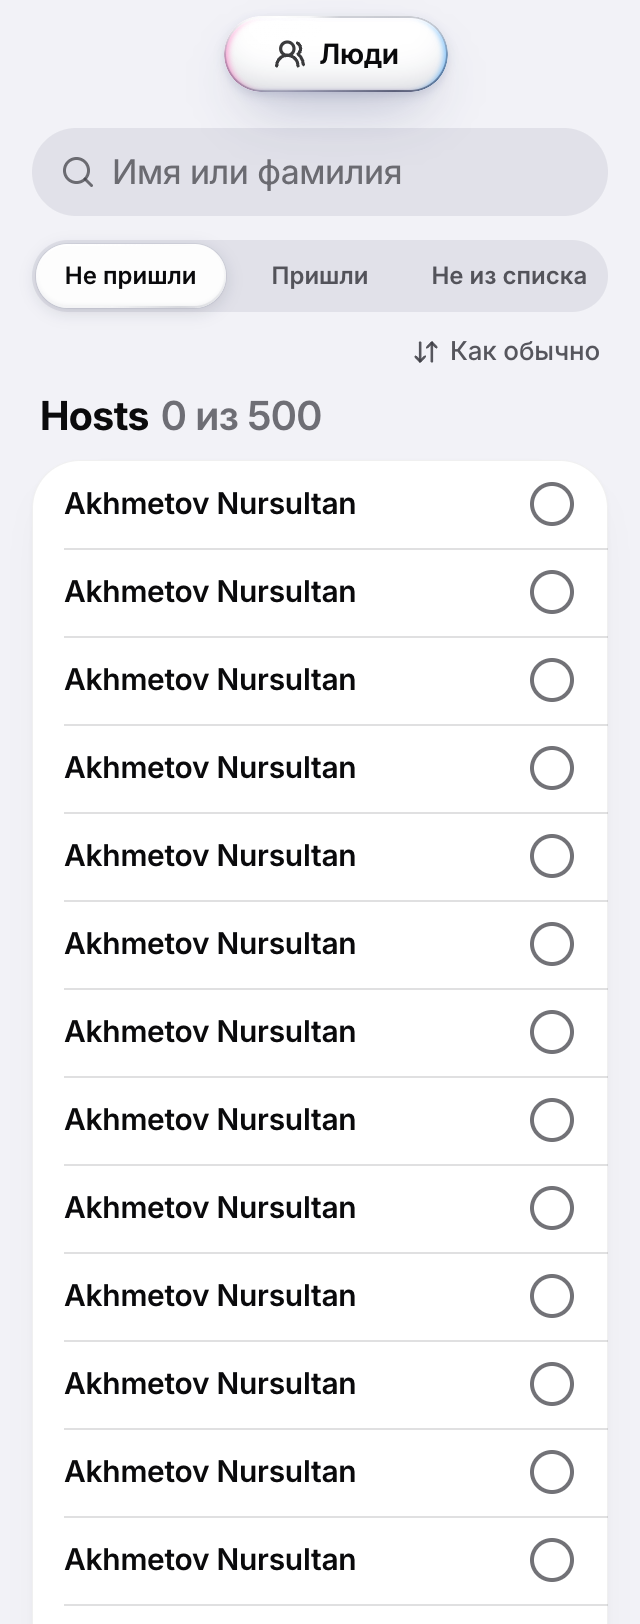 Люди
Имя или фамилия
Не пришли Пришли Не из списка
Как обычно
Hosts 0 из 500
Akhmetov Nursultan
Akhmetov Nursultan
Akhmetov Nursultan
Akhmetov Nursultan
Akhmetov Nursultan
Akhmetov Nursultan
Akhmetov Nursultan
Akhmetov Nursultan
Akhmetov Nursultan
Akhmetov Nursultan
Akhmetov Nursultan
Akhmetov Nursultan
Akhmetov Nursultan